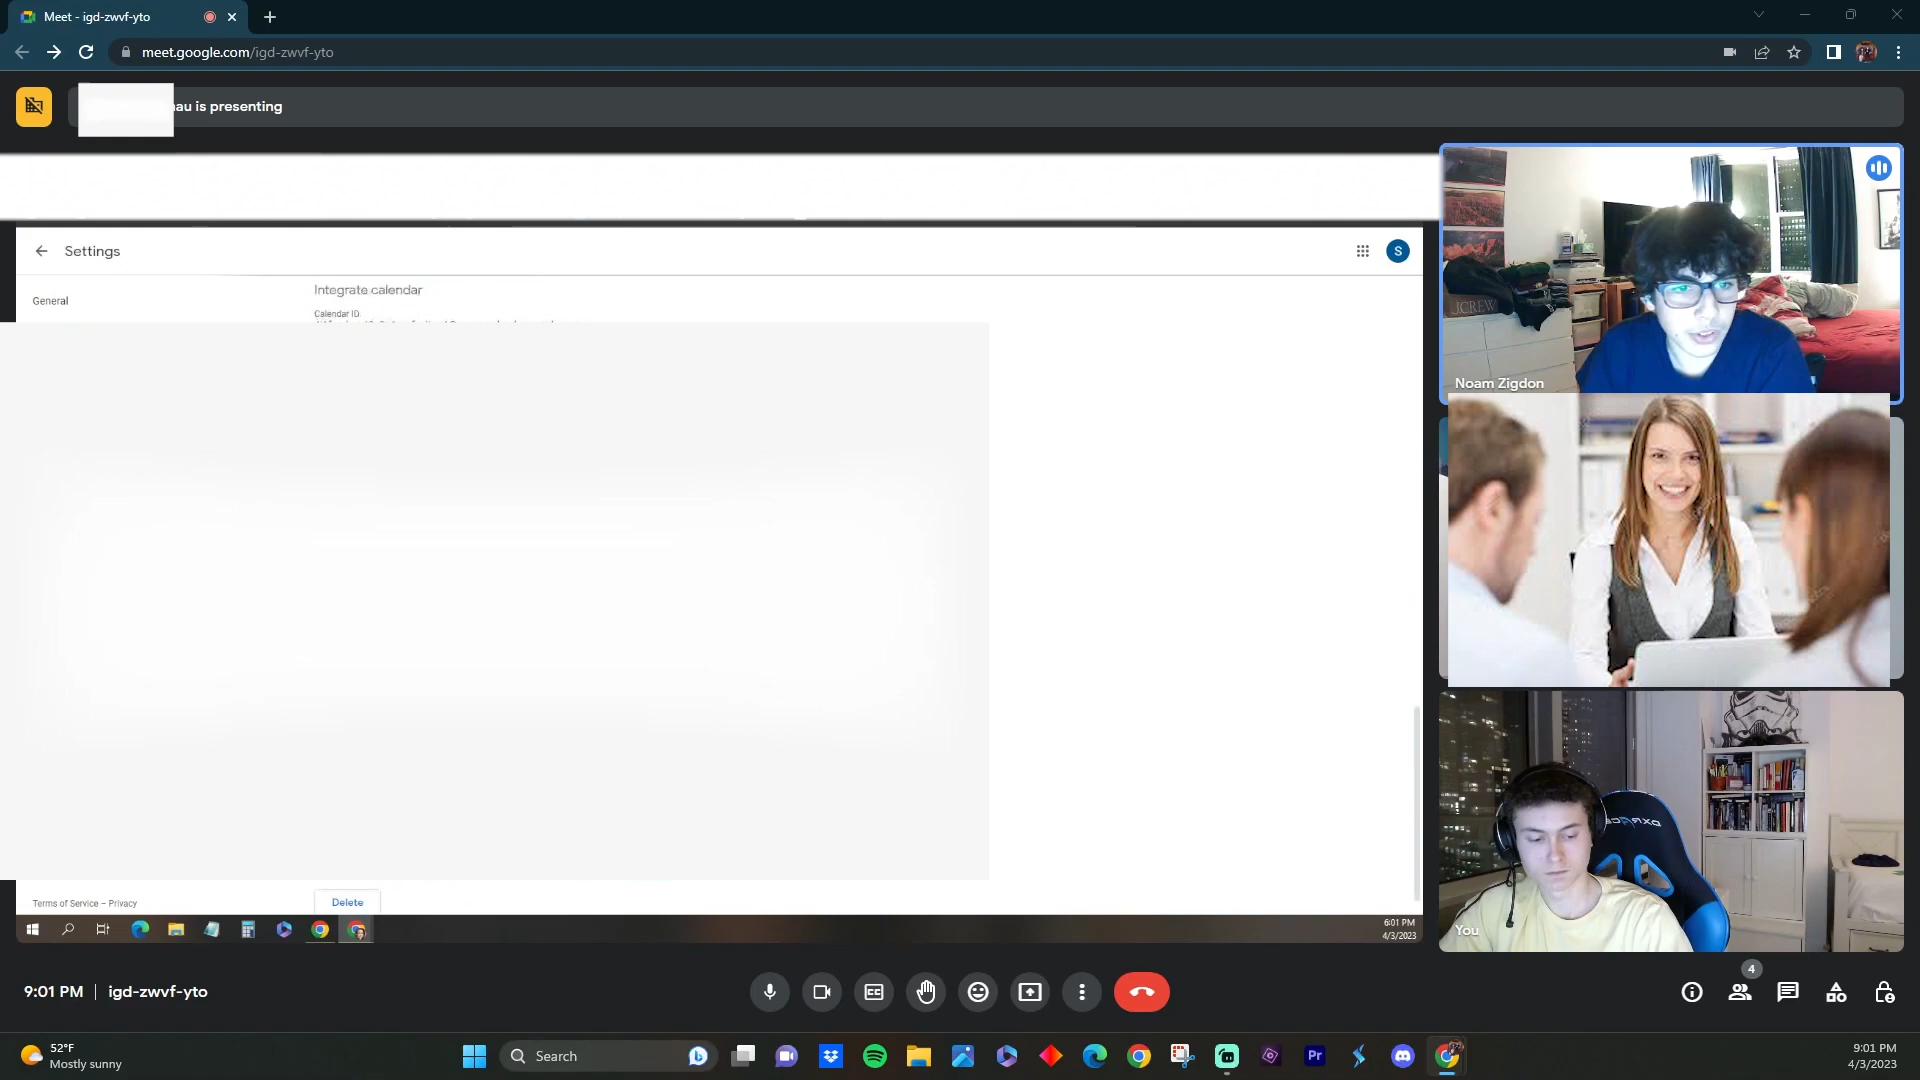 Meet - igd-zwvf-yto
meet.google.com/igd-zwvf-yto
au is presenting
Settings
S
General
Integrate calendar
Calendar ID
Terms of Service – Privacy
Delete
6:01 PM
4/3/2023
J.CREW
Noam Zigdon
You
9:01 PM | igd-zwvf-yto
4
52°F
Mostly sunny
Search
Pr
9:01 PM
4/3/2023